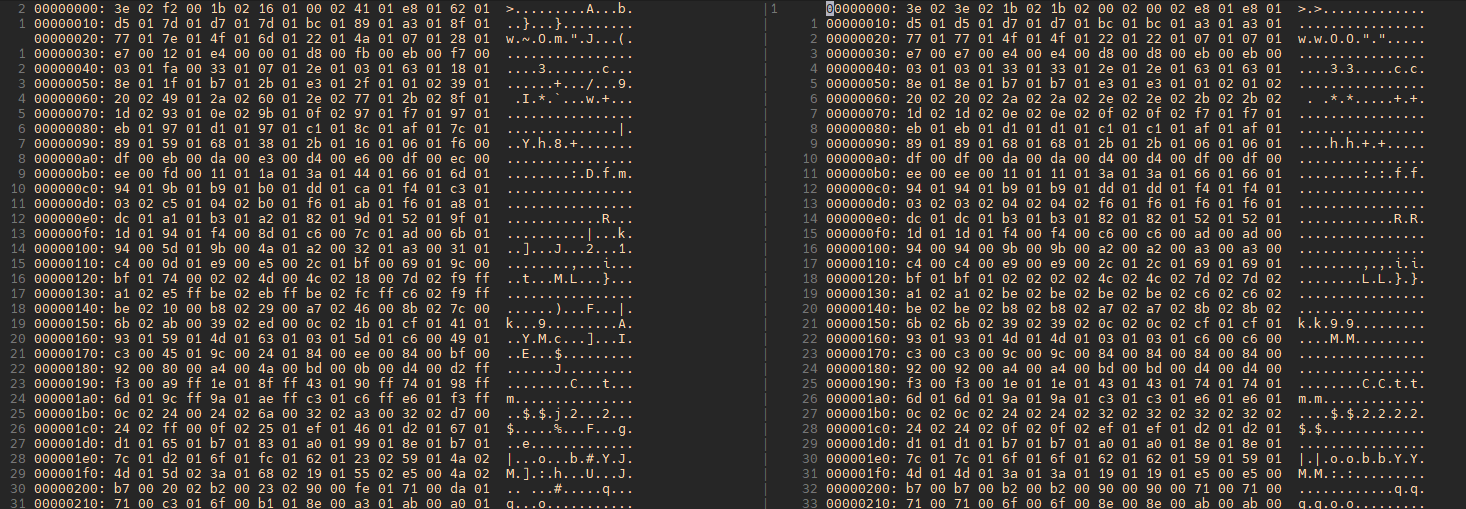 2 00000000: 3e 02 f2 00 1b 02 16 01 00 02 41 01 e8 01 62 01 >.........A...b.
1 00000010: d5 01 7d 01 d7 01 7d 01 bc 01 89 01 a3 01 8f 01 ..}...}.........
00000020: 77 01 7e 01 4f 01 6d 01 22 01 4a 01 07 01 28 01 w.~.O.m.".J...(.
1 00000030: e7 00 12 01 e4 00 00 01 d8 00 fb 00 eb 00 f7 00 ................
2 00000040: 03 01 fa 00 33 01 07 01 2e 01 03 01 63 01 18 01 ....3.......c...
3 00000050: 8e 01 1f 01 b7 01 2b 01 e3 01 2f 01 01 02 39 01 ......+.../...9.
4 00000060: 20 02 49 01 2a 02 60 01 2e 02 77 01 2b 02 8f 01  .I.*.`...w.+...
5 00000070: 1d 02 93 01 0e 02 9b 01 0f 02 97 01 f7 01 97 01 ................
6 00000080: eb 01 97 01 d1 01 97 01 c1 01 8c 01 af 01 7c 01 ..............|.
7 00000090: 89 01 59 01 68 01 38 01 2b 01 16 01 06 01 f6 00 ..Y.h.8.+.......
8 000000a0: df 00 eb 00 da 00 e3 00 d4 00 e6 00 df 00 ec 00 ................
9 000000b0: ee 00 fd 00 11 01 1a 01 3a 01 44 01 66 01 6d 01 ........:.D.f.m.
10 000000c0: 94 01 9b 01 b9 01 b0 01 dd 01 ca 01 f4 01 c3 01 ................
11 000000d0: 03 02 c5 01 04 02 b0 01 f6 01 ab 01 f6 01 a8 01 ................
12 000000e0: dc 01 a1 01 b3 01 a2 01 82 01 9d 01 52 01 9f 01 ............R...
13 000000f0: 1d 01 94 01 f4 00 8d 01 c6 00 7c 01 ad 00 6b 01 ..........|...k.
14 00000100: 94 00 5d 01 9b 00 4a 01 a2 00 32 01 a3 00 31 01 ..]...J...2...1.
15 00000110: c4 00 0d 01 e9 00 e5 00 2c 01 bf 00 69 01 9c 00 ........,...i...
16 00000120: bf 01 74 00 02 02 4d 00 4c 02 18 00 7d 02 f9 ff ..t...M.L...}...
17 00000130: a1 02 e5 ff be 02 eb ff be 02 fc ff c6 02 f9 ff ................
18 00000140: be 02 10 00 b8 02 29 00 a7 02 46 00 8b 02 7c 00 ......)...F...|.
19 00000150: 6b 02 ab 00 39 02 ed 00 0c 02 1b 01 cf 01 41 01 k...9.........A.
20 00000160: 93 01 59 01 4d 01 63 01 03 01 5d 01 c6 00 49 01 ..Y.M.c...]...I.
21 00000170: c3 00 45 01 9c 00 24 01 84 00 ee 00 84 00 bf 00 ..E...$.........
22 00000180: 92 00 80 00 a4 00 4a 00 bd 00 0b 00 d4 00 d2 ff ......J.........
23 00000190: f3 00 a9 ff 1e 01 8f ff 43 01 90 ff 74 01 98 ff ........C...t...
24 000001a0: 6d 01 9c ff 9a 01 ae ff c3 01 c6 ff e6 01 f3 ff m...............
25 000001b0: 0c 02 24 00 24 02 6a 00 32 02 a3 00 32 02 d7 00 ..$.$.j.2...2...
26 000001c0: 24 02 ff 00 0f 02 25 01 ef 01 46 01 d2 01 67 01 $.....%...F...g.
27 000001d0: d1 01 65 01 b7 01 83 01 a0 01 99 01 8e 01 b7 01 ..e.............
28 000001e0: 7c 01 d2 01 6f 01 fc 01 62 01 23 02 59 01 4a 02 |...o...b.#.Y.J.
29 000001f0: 4d 01 5d 02 3a 01 68 02 19 01 55 02 e5 00 4a 02 M.].:.h...U...J.
30 00000200: b7 00 20 02 b2 00 23 02 90 00 fe 01 71 00 da 01 .. ...#.....q...
31 00000210: 71 00 c3 01 6f 00 b1 01 8e 00 a3 01 ab 00 a0 01 q...o...........
1 00000000: 3e 02 3e 02 1b 02 1b 02 00 02 00 02 e8 01 e8 01 >.>.............
1 00000010: d5 01 d5 01 d7 01 d7 01 bc 01 bc 01 a3 01 a3 01 ................
2 00000020: 77 01 77 01 4f 01 4f 01 22 01 22 01 07 01 07 01 w.w.O.O.".".....
3 00000030: e7 00 e7 00 e4 00 e4 00 d8 00 d8 00 eb 00 eb 00 ................
4 00000040: 03 01 03 01 33 01 33 01 2e 01 2e 01 63 01 63 01 ....3.3.....c.c.
5 00000050: 8e 01 8e 01 b7 01 b7 01 e3 01 e3 01 01 02 01 02 ................
6 00000060: 20 02 20 02 2a 02 2a 02 2e 02 2e 02 2b 02 2b 02  . .*.*.....+.+.
7 00000070: 1d 02 1d 02 0e 02 0e 02 0f 02 0f 02 f7 01 f7 01 ................
8 00000080: eb 01 eb 01 d1 01 d1 01 c1 01 c1 01 af 01 af 01 ................
9 00000090: 89 01 89 01 68 01 68 01 2b 01 2b 01 06 01 06 01 ....h.h.+.+.....
10 000000a0: df 00 df 00 da 00 da 00 d4 00 d4 00 df 00 df 00 ................
11 000000b0: ee 00 ee 00 11 01 11 01 3a 01 3a 01 66 01 66 01 ........:.:.f.f.
12 000000c0: 94 01 94 01 b9 01 b9 01 dd 01 dd 01 f4 01 f4 01 ................
13 000000d0: 03 02 03 02 04 02 04 02 f6 01 f6 01 f6 01 f6 01 ................
14 000000e0: dc 01 dc 01 b3 01 b3 01 82 01 82 01 52 01 52 01 ............R.R.
15 000000f0: 1d 01 1d 01 f4 00 f4 00 c6 00 c6 00 ad 00 ad 00 ................
16 00000100: 94 00 94 00 9b 00 9b 00 a2 00 a2 00 a3 00 a3 00 ................
17 00000110: c4 00 c4 00 e9 00 e9 00 2c 01 2c 01 69 01 69 01 ........,.,.i.i.
18 00000120: bf 01 bf 01 02 02 02 02 4c 02 4c 02 7d 02 7d 02 ........L.L.}.}.
19 00000130: a1 02 a1 02 be 02 be 02 be 02 be 02 c6 02 c6 02 ................
20 00000140: be 02 be 02 b8 02 b8 02 a7 02 a7 02 8b 02 8b 02 ................
21 00000150: 6b 02 6b 02 39 02 39 02 0c 02 0c 02 cf 01 cf 01 k.k.9.9.........
22 00000160: 93 01 93 01 4d 01 4d 01 03 01 03 01 c6 00 c6 00 ....M.M.........
23 00000170: c3 00 c3 00 9c 00 9c 00 84 00 84 00 84 00 84 00 ................
24 00000180: 92 00 92 00 a4 00 a4 00 bd 00 bd 00 d4 00 d4 00 ................
25 00000190: f3 00 f3 00 1e 01 1e 01 43 01 43 01 74 01 74 01 ........C.C.t.t.
26 000001a0: 6d 01 6d 01 9a 01 9a 01 c3 01 c3 01 e6 01 e6 01 m.m.............
27 000001b0: 0c 02 0c 02 24 02 24 02 32 02 32 02 32 02 32 02 ....$.$.2.2.2.2.
28 000001c0: 24 02 24 02 0f 02 0f 02 ef 01 ef 01 d2 01 d2 01 $.$.............
29 000001d0: d1 01 d1 01 b7 01 b7 01 a0 01 a0 01 8e 01 8e 01 ................
30 000001e0: 7c 01 7c 01 6f 01 6f 01 62 01 62 01 59 01 59 01 |.|.o.o.b.b.Y.Y.
31 000001f0: 4d 01 4d 01 3a 01 3a 01 19 01 19 01 e5 00 e5 00 M.M.:.:.........
32 00000200: b7 00 b7 00 b2 00 b2 00 90 00 90 00 71 00 71 00 ............q.q.
33 00000210: 71 00 71 00 6f 00 6f 00 8e 00 8e 00 ab 00 ab 00 q.q.o.o.........